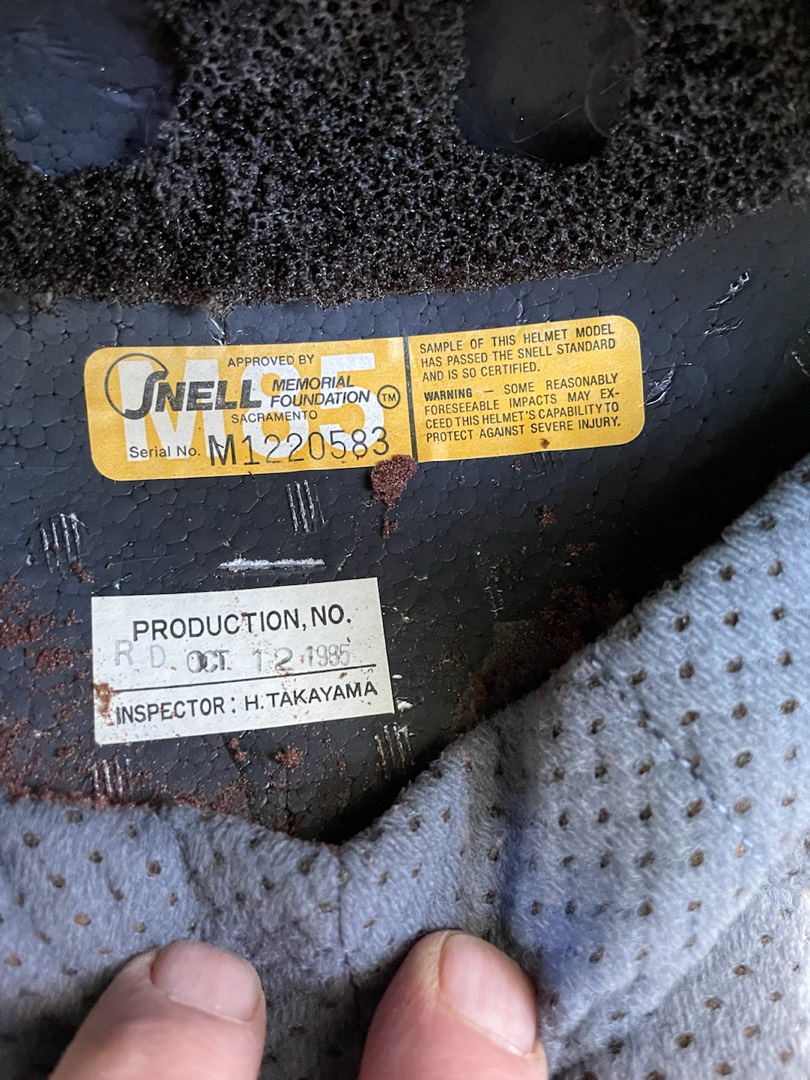 M85
APPROVED BY
SNELL MEMORIAL
FOUNDATION TM
SACRAMENTO
Serial No. M1220583
SAMPLE OF THIS HELMET MODEL
HAS PASSED THE SNELL STANDARD
AND IS SO CERTIFIED.
WARNING — SOME REASONABLY
FORESEEABLE IMPACTS MAY EX-
CEED THIS HELMET'S CAPABILITY TO
PROTECT AGAINST SEVERE INJURY.
PRODUCTION, NO.
R D OCT. 12 1985
INSPECTOR : H. TAKAYAMA